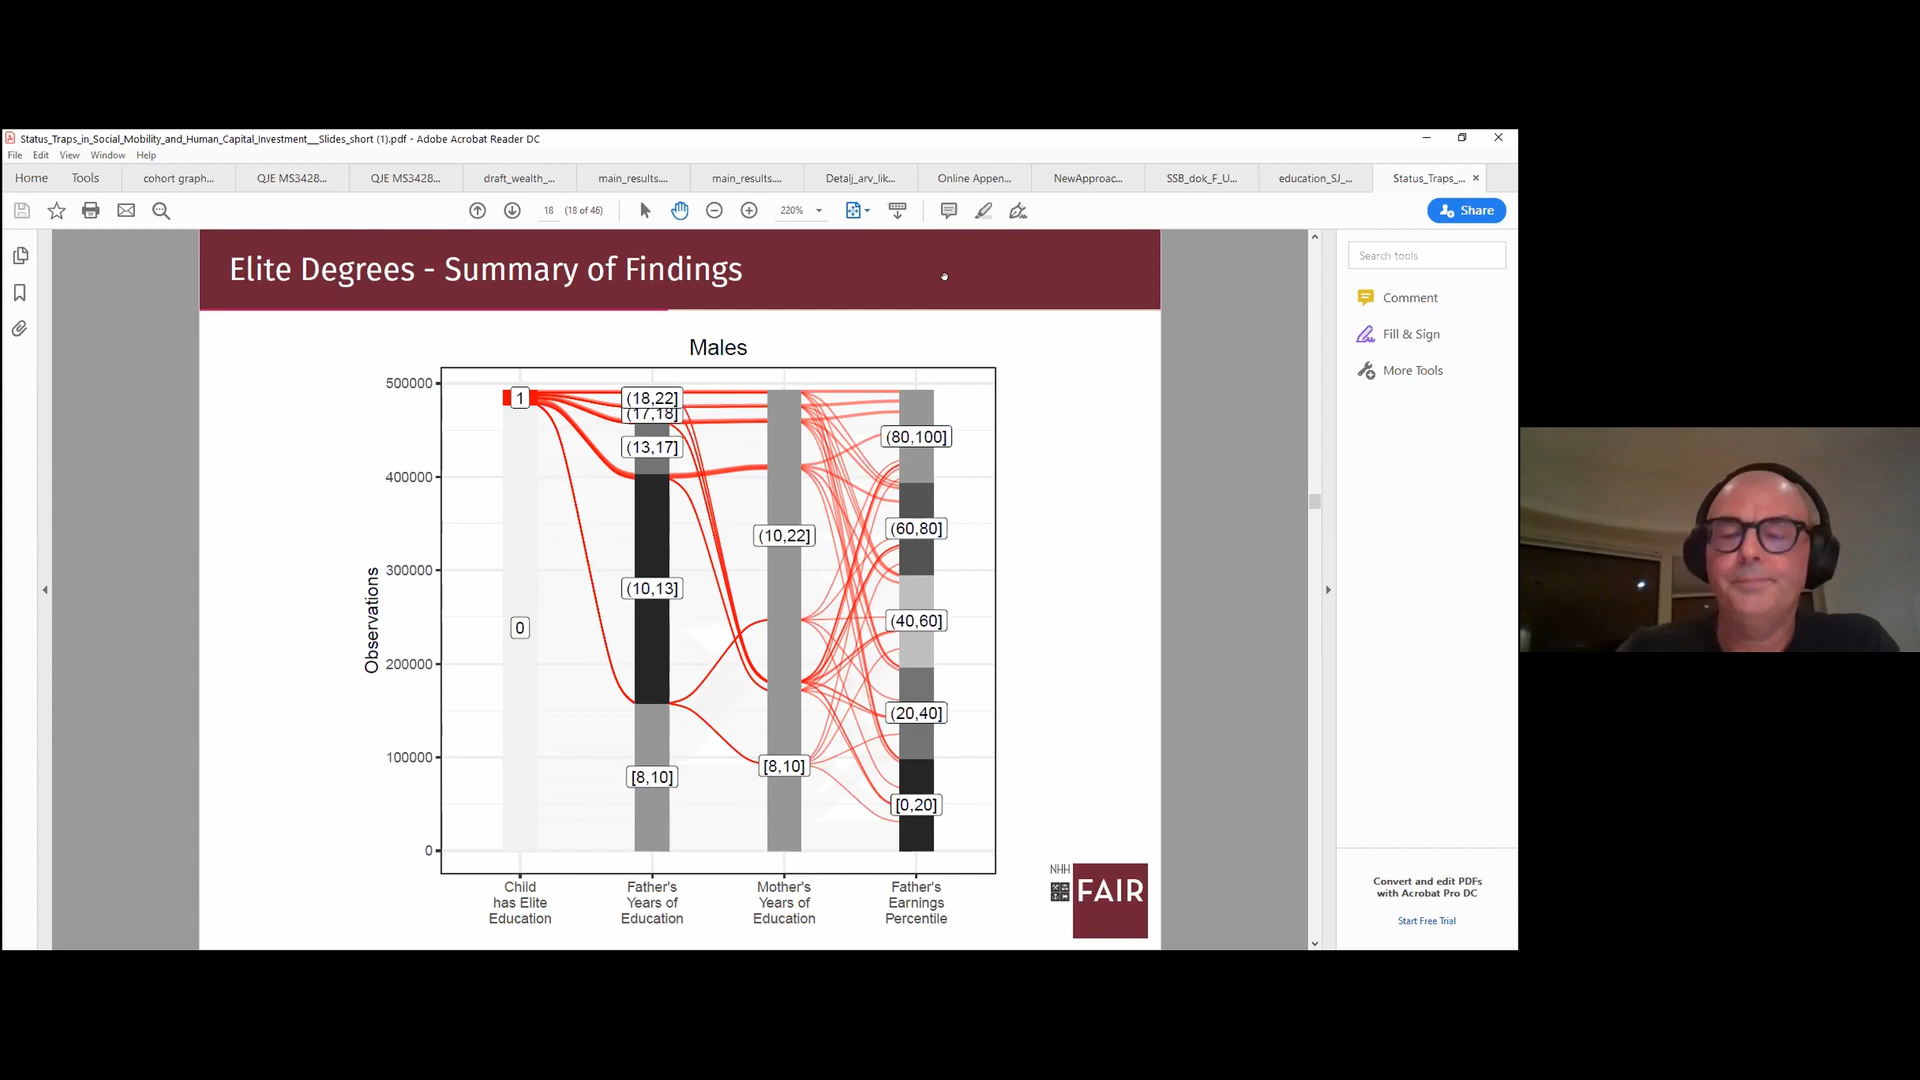 Status_Traps_in_Social_Mobility_and_Human_Capital_Investment__Slides_short (1).pdf - Adobe Acrobat Reader DC
File Edit View Window Help
Home Tools cohort graph... QJE MS3428... QJE MS3428... draft_wealth_... main_results.... main_results.... Detalj_arv_lik... Online Appen... NewApproac... SSB_dok_F_U... education_SJ_... Status_Traps_...
18 (18 of 46) 220% Share
Elite Degrees - Summary of Findings
Males
Observations
500000
400000
300000
200000
100000
0
1
0
(18,22]
(17,18]
(13,17]
(10,13]
[8,10]
(10,22]
[8,10]
(80,100]
(60,80]
(40,60]
(20,40]
[0,20]
Child
has Elite
Education
Father's
Years of
Education
Mother's
Years of
Education
Father's
Earnings
Percentile
NHH
FAIR
Search tools
Comment
Fill & Sign
More Tools
Convert and edit PDFs
with Acrobat Pro DC
Start Free Trial